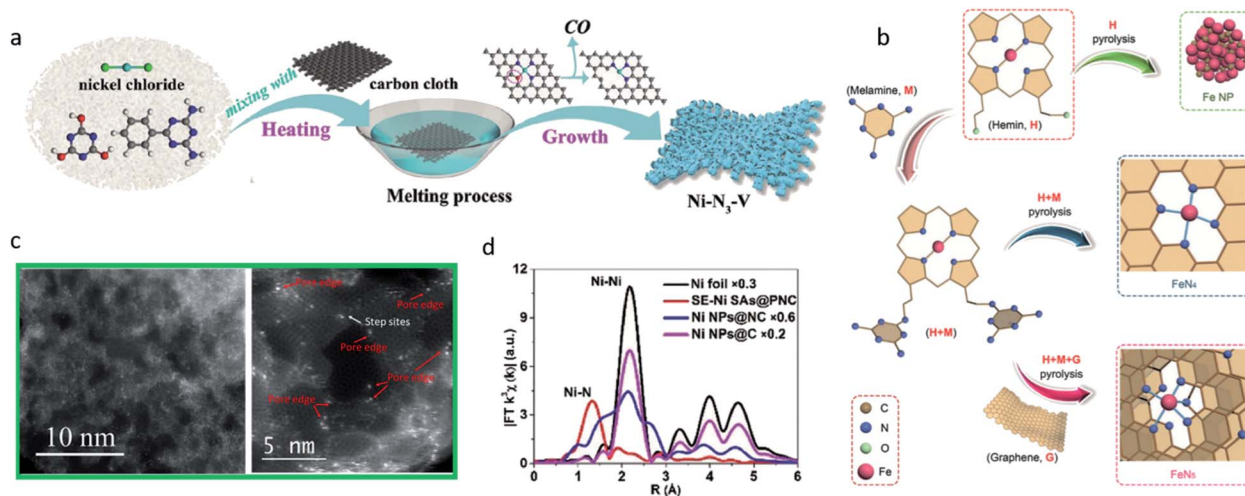 a
nickel chloride
mixing with
Heating
carbon cloth
Melting process
CO
Growth
Ni-N₃-V
b
(Melamine, M)
(Hemin, H)
H
pyrolysis
Fe NP
H+M
pyrolysis
FeN₄
(H+M)
H+M+G
pyrolysis
(Graphene, G)
FeN₅
C
N
O
Fe
c
10 nm
Pore edge
Pore edge
Step sites
Pore edge
Pore edge
Pore edge
5 nm
d
|FT k³χ (k)| (a.u.)
12
9
6
3
0
Ni-Ni
Ni-N
Ni foil ×0.3
SE-Ni SAs@PNC
Ni NPs@NC ×0.6
Ni NPs@C ×0.2
0 1 2 3 4 5 6
R (Å)